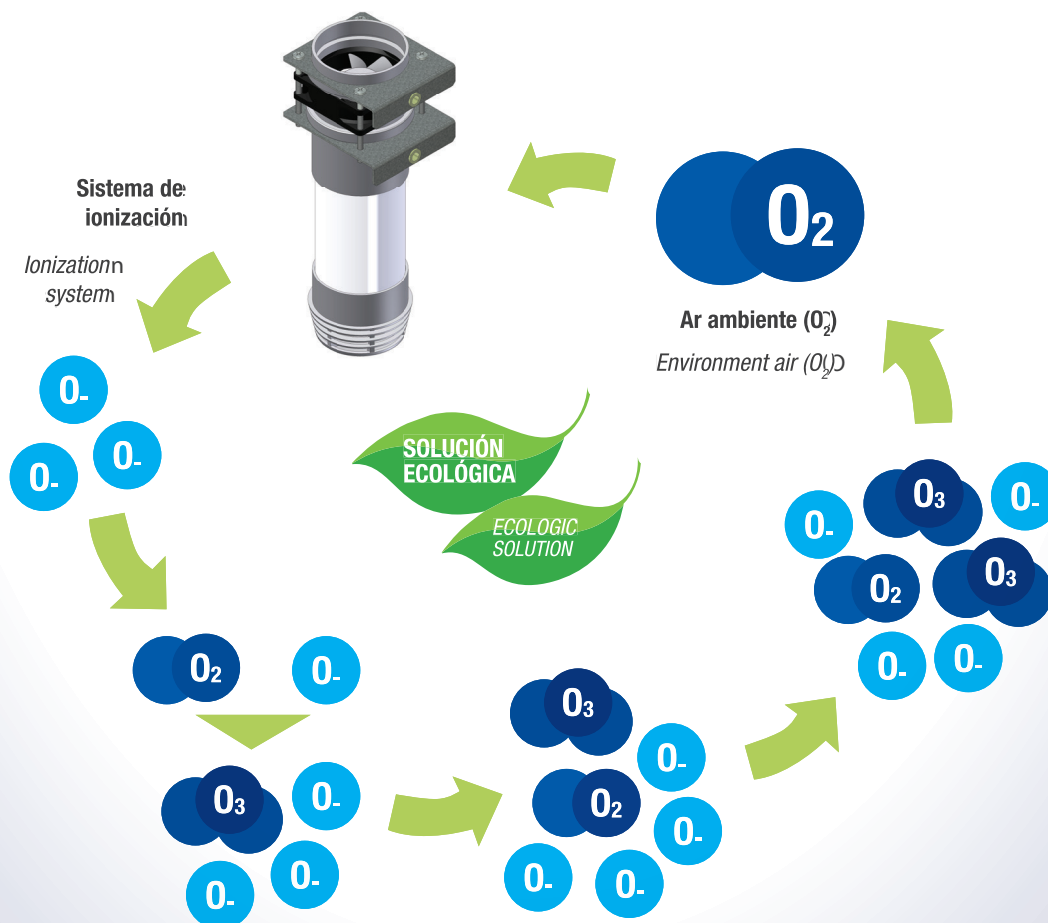 O₂
Sistema de
ionización
Ionization
system
Ar ambiente (O₂)
Environment air (O₂)
O-
O-
O-
SOLUCIÓN
ECOLÓGICA
ECOLOGIC
SOLUTION
O₂
O-
O₃
O-
O-
O-
O₃
O-
O₂
O-
O-
O-
O₃
O-
O-
O₂
O₃
O-
O-